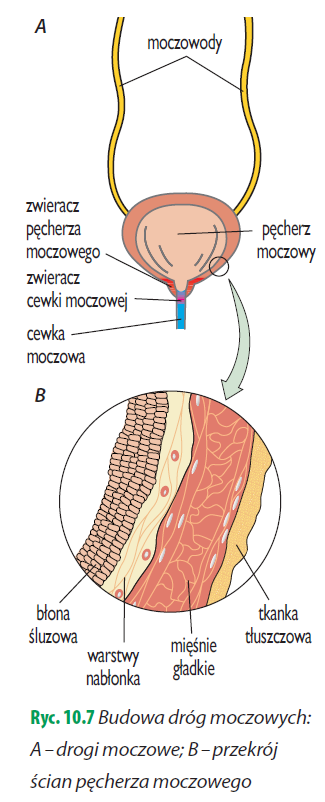 A
moczowody
zwieracz
pęcherza
moczowego
pęcherz
moczowy
zwieracz
cewki moczowej
cewka
moczowa
B
błona
śluzowa
warstwy
nabłonka
mięśnie
gładkie
tkanka
tłuszczowa
Ryc. 10.7 Budowa dróg moczowych:
A – drogi moczowe; B – przekrój
ścian pęcherza moczowego